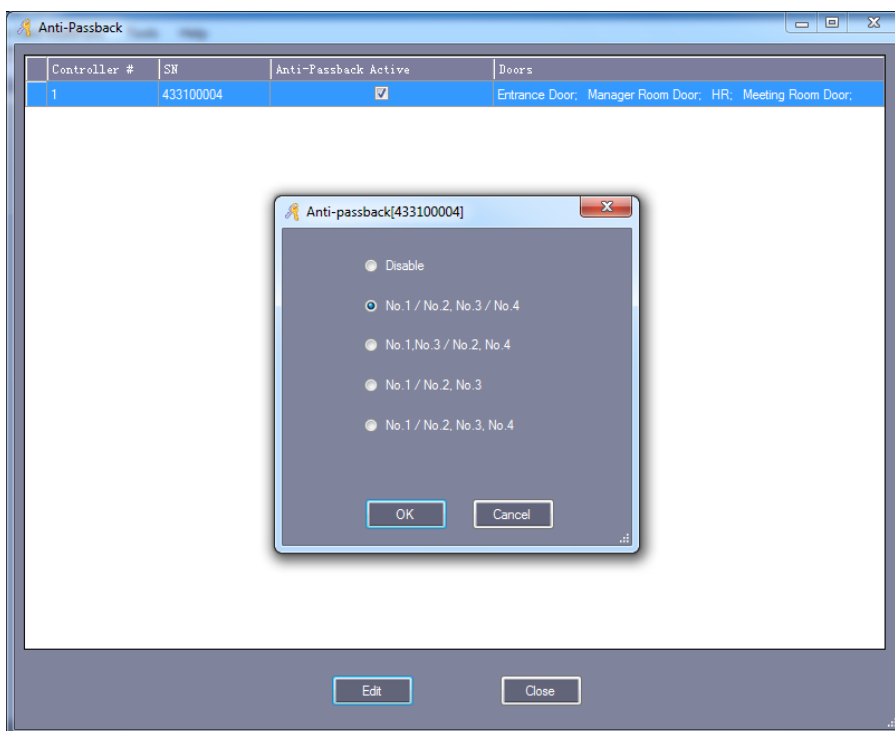 Anti-Passback
Tools Help
Controller # SN Anti-Passback Active Doors
1 433100004 Entrance Door; Manager Room Door; HR; Meeting Room Door;
Anti-passback[433100004]
Disable
No.1 / No.2, No.3 / No.4
No.1,No.3 / No.2, No.4
No.1 / No.2, No.3
No.1 / No.2, No.3, No.4
OK Cancel
Edit Close